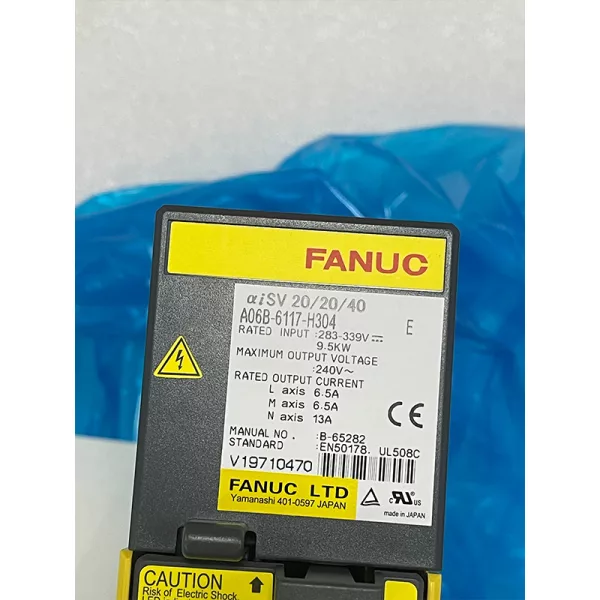 FANUC
αiSV 20/20/40
A06B-6117-H304 E
RATED INPUT :283-339V⎓
9.5KW
MAXIMUM OUTPUT VOLTAGE
:240V~
RATED OUTPUT CURRENT
L axis 6.5A
M axis 6.5A
N axis 13A
MANUAL NO. :B-65282
STANDARD :EN50178. UL508C
V19710470
CE
FANUC LTD
Yamanashi 401-0597 JAPAN
c RU us
made in JAPAN
CAUTION
Risk of Electric Shock.